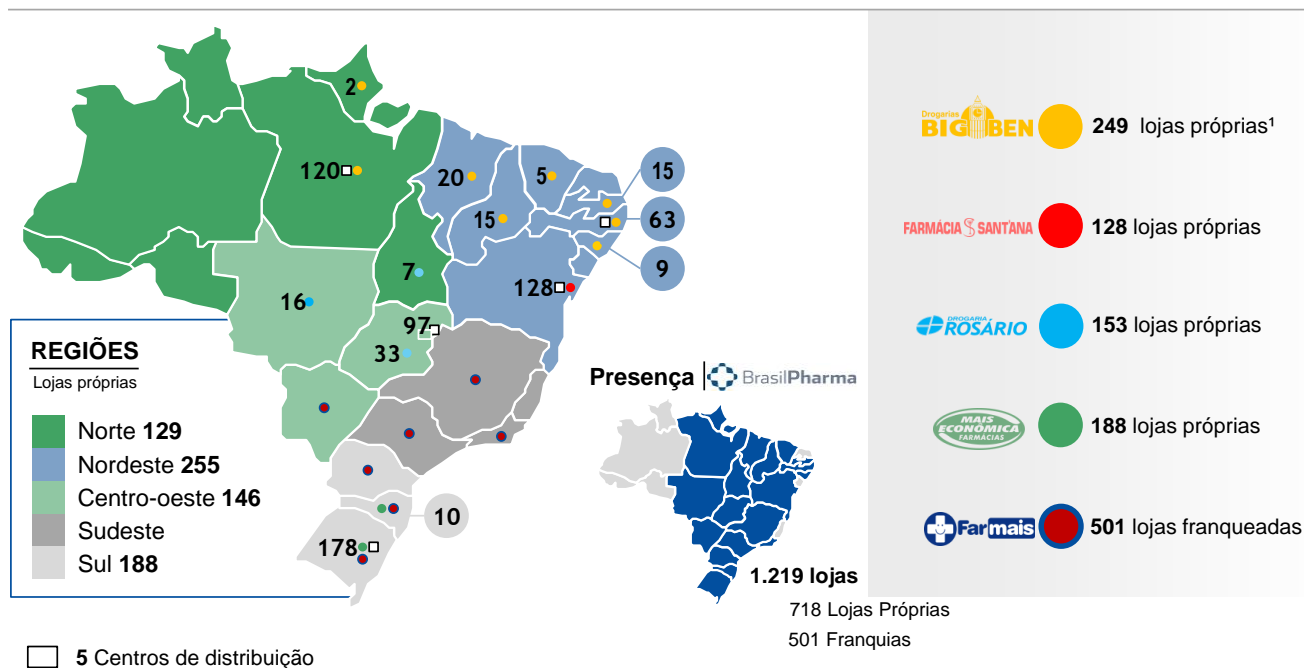 2
120
20
5
15
15
63
9
7
128
16
97
33
10
178
REGIÕES
Lojas próprias
Norte 129
Nordeste 255
Centro-oeste 146
Sudeste
Sul 188
5 Centros de distribuição
Presença | BrasilPharma
1.219 lojas
718 Lojas Próprias
501 Franquias
Drogarias
BIG BEN
249 lojas próprias¹
FARMÁCIA SANT'ANA
128 lojas próprias
DROGARIA
ROSÁRIO
153 lojas próprias
MAIS
ECONÔMICA
FARMÁCIAS
188 lojas próprias
Farmais
501 lojas franqueadas